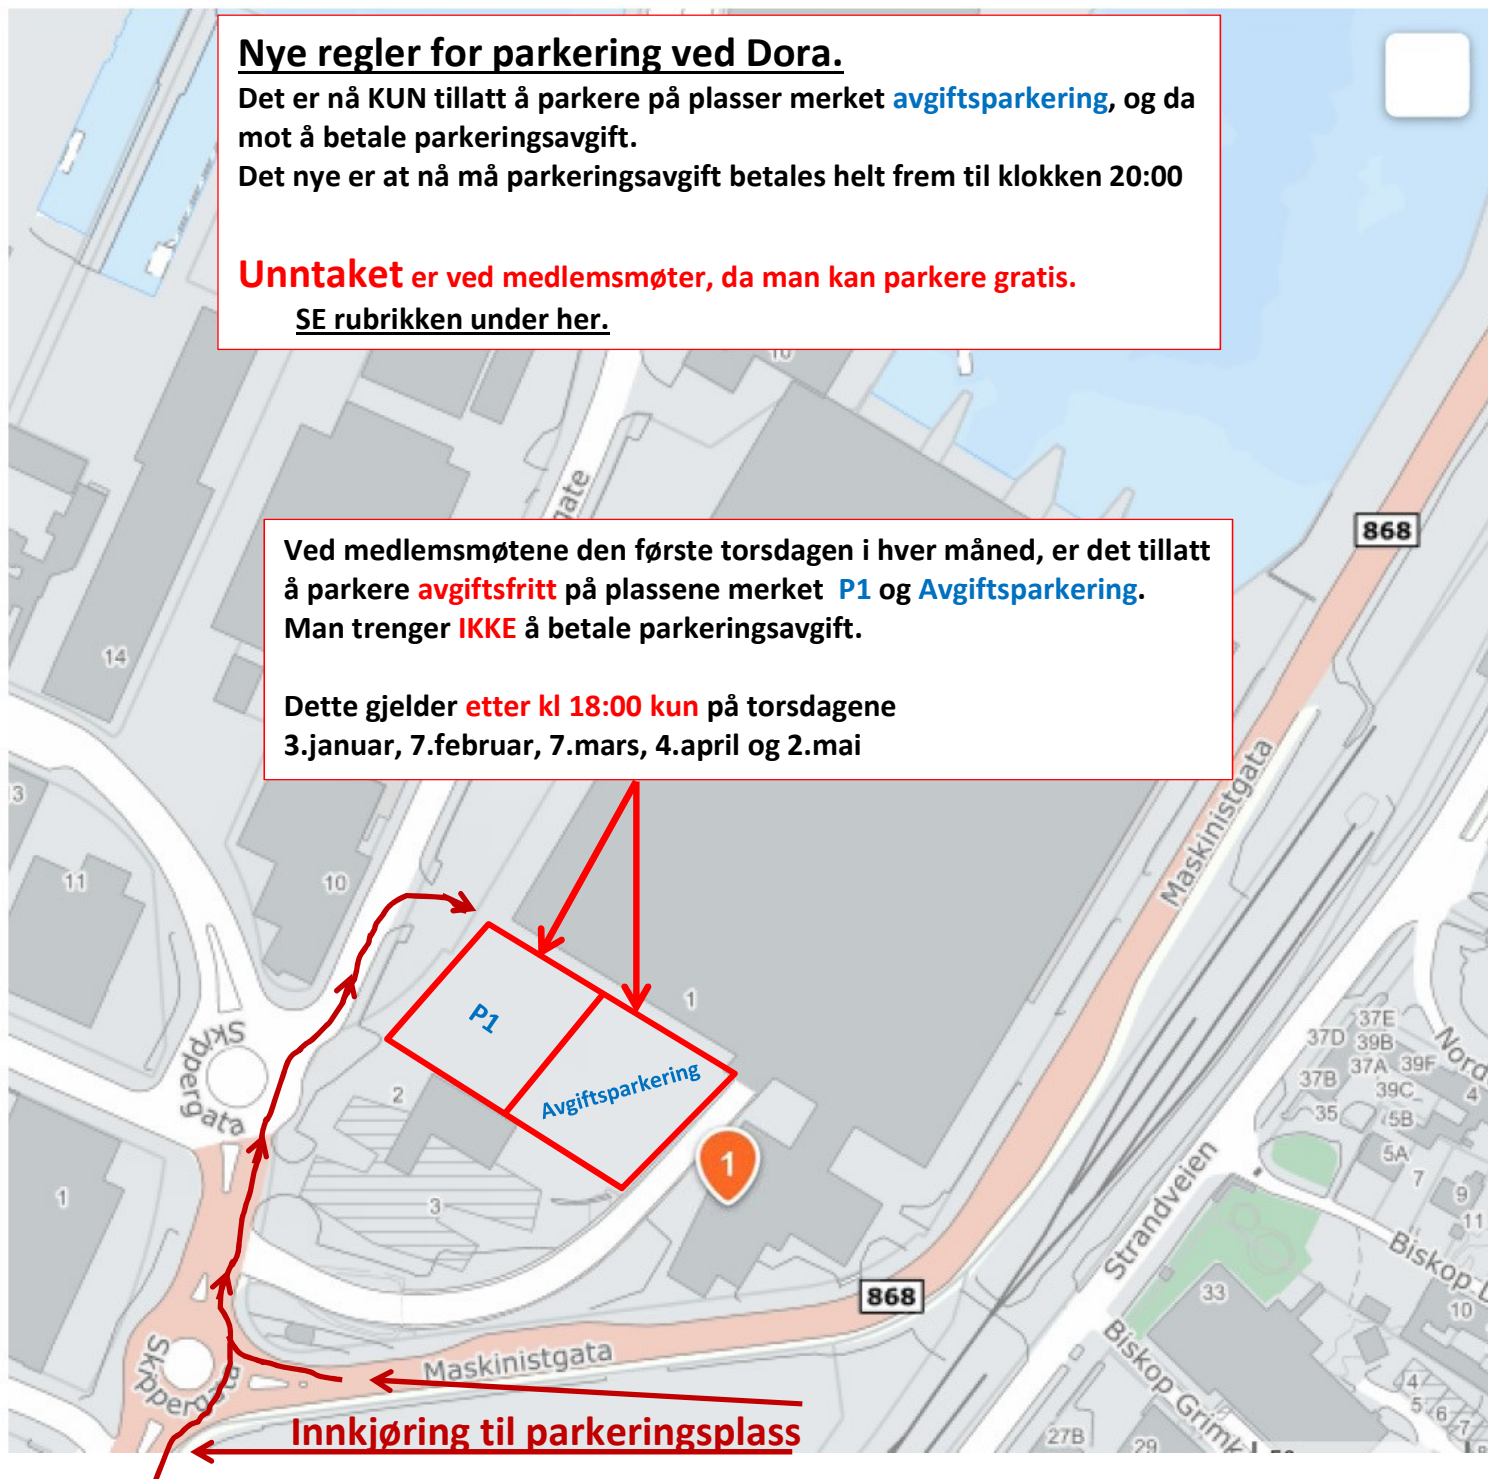 Nye regler for parkering ved Dora.
Det er nå KUN tillatt å parkere på plasser merket avgiftsparkering, og da
mot å betale parkeringsavgift.
Det nye er at nå må parkeringsavgift betales helt frem til klokken 20:00
Unntaket er ved medlemsmøter, da man kan parkere gratis.
SE rubrikken under her.
10
gate
868
Ved medlemsmøtene den første torsdagen i hver måned, er det tillatt
å parkere avgiftsfritt på plassene merket P1 og Avgiftsparkering.
Man trenger IKKE å betale parkeringsavgift.
Dette gjelder etter kl 18:00 kun på torsdagene
3.januar, 7.februar, 7.mars, 4.april og 2.mai
14
3
11
10
Maskinistgata
P1
1
Avgiftsparkering
Skippergata
2
3
1
1
37E
37D
39B
37A
39F
37B
39C
4
35
5B
5A
7
9
11
Strandveien
33
10
868
Biskop Grimk
Maskinistgata
Skippergata
Innkjøring til parkeringsplass
27B
29
4
5
6
7
8